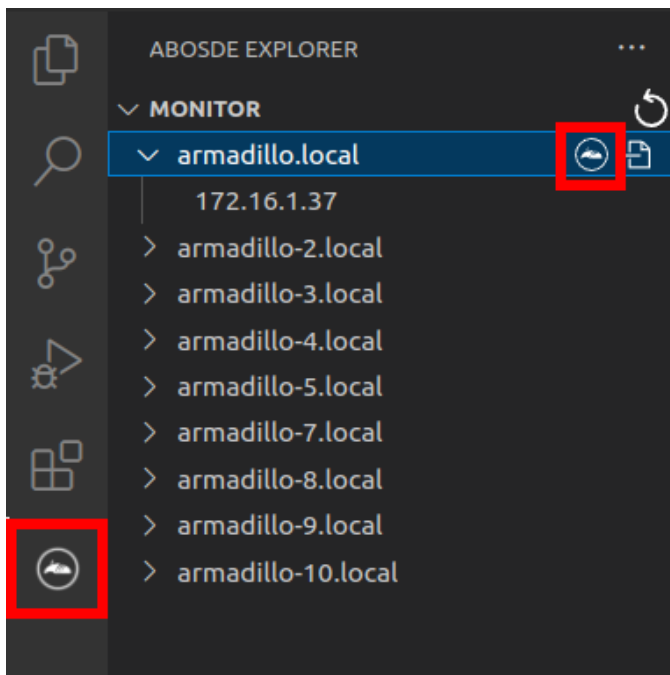 ABOSDE EXPLORER
MONITOR
armadillo.local
172.16.1.37
armadillo-2.local
armadillo-3.local
armadillo-4.local
armadillo-5.local
armadillo-7.local
armadillo-8.local
armadillo-9.local
armadillo-10.local